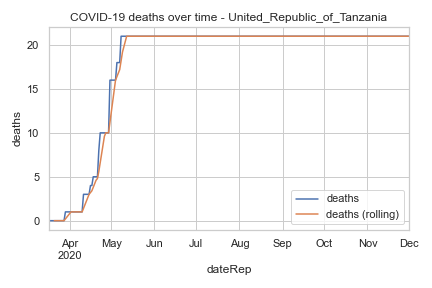 COVID-19 deaths over time - United_Republic_of_Tanzania
deaths
20
15
10
5
0
deaths
deaths (rolling)
Apr May Jun Jul Aug Sep Oct Nov Dec
2020
dateRep